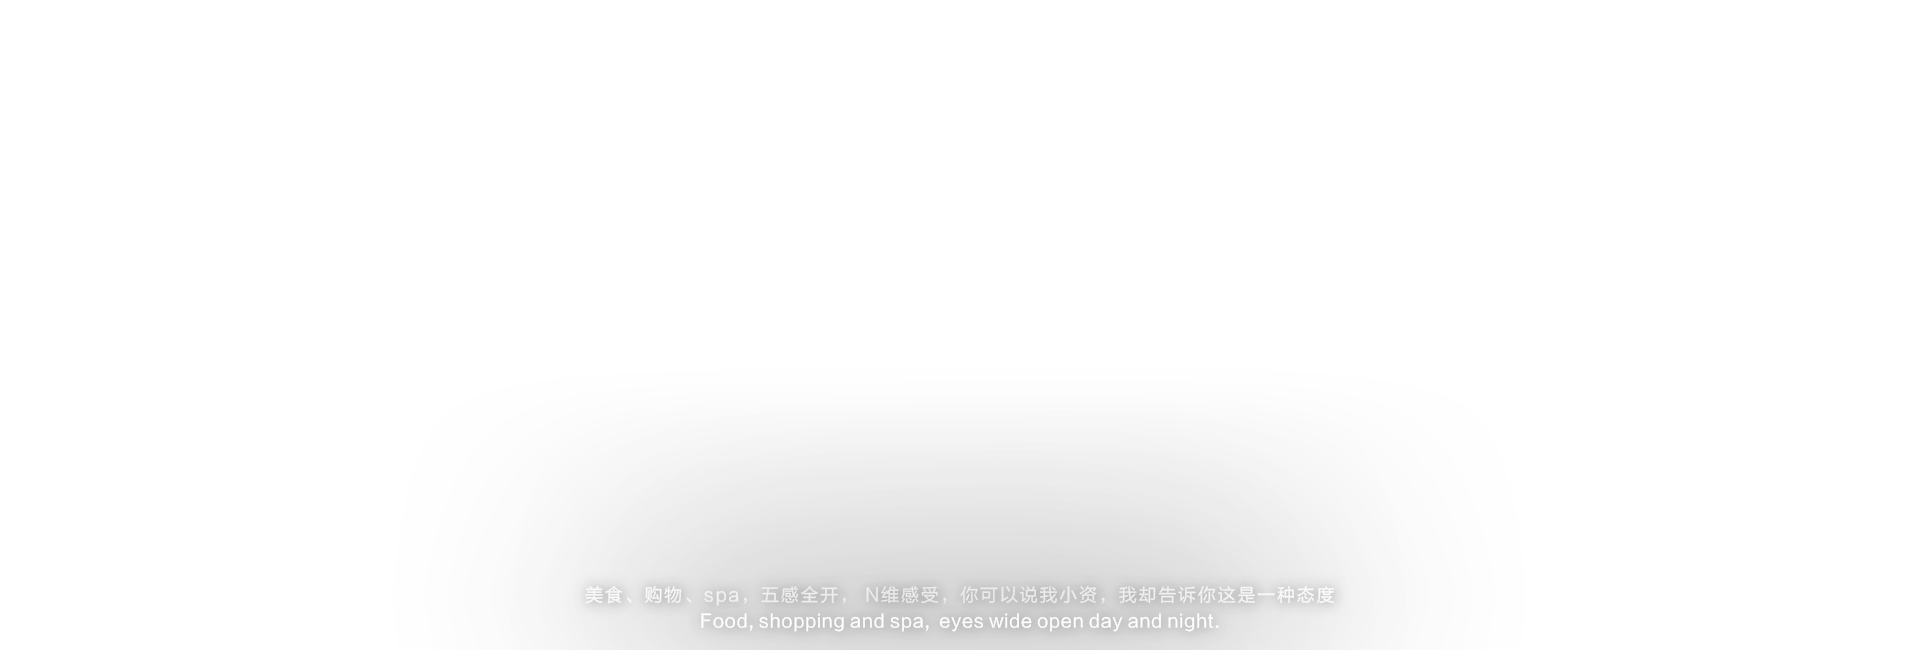 美食、购物、spa，五感全开， N维感受，你可以说我小资，我却告诉你这是一种态度
Food, shopping and spa, eyes wide open day and night.